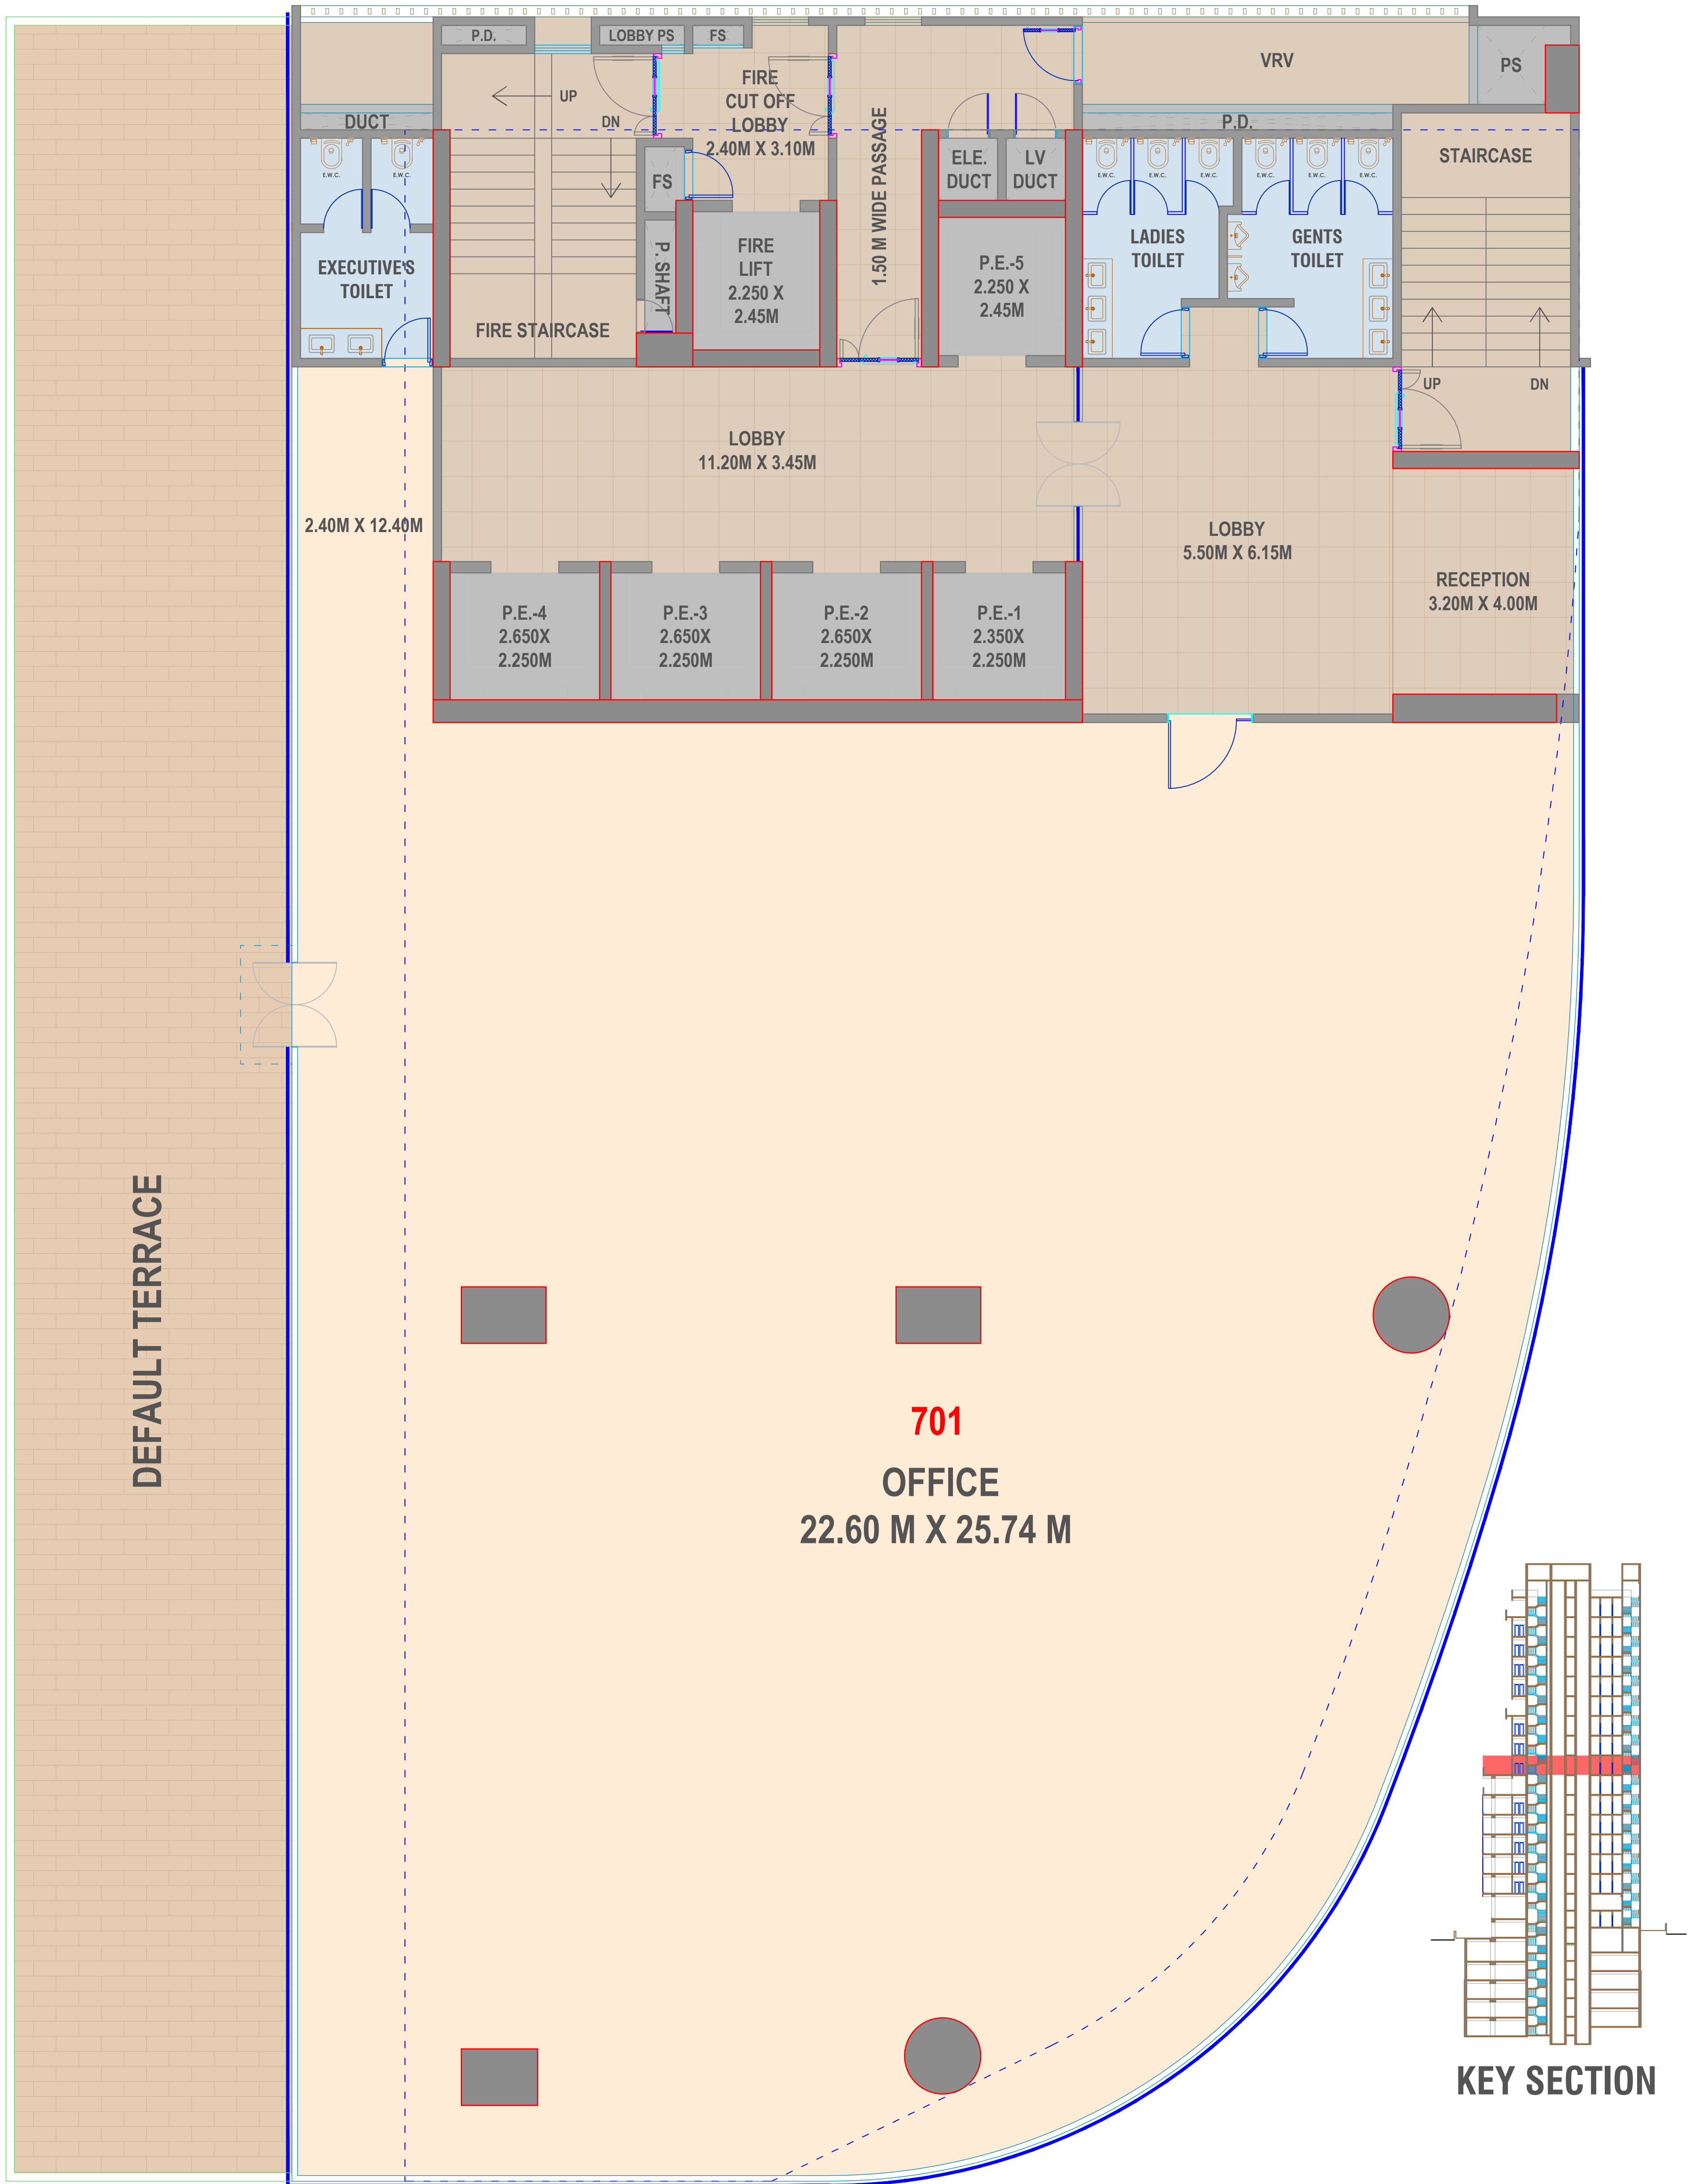 P.D.
LOBBY PS
FS
VRV
PS
UP
DN
FIRE
CUT OFF
LOBBY
2.40M X 3.10M
DUCT
P.D.
E.W.C.
E.W.C.
FS
1.50 M WIDE PASSAGE
ELE.
DUCT
LV
DUCT
E.W.C.
E.W.C.
E.W.C.
E.W.C.
E.W.C.
E.W.C.
STAIRCASE
EXECUTIVE'S
TOILET
FIRE STAIRCASE
P. SHAFT
FIRE
LIFT
2.250 X
2.45M
P.E.-5
2.250 X
2.45M
LADIES
TOILET
GENTS
TOILET
UP
DN
LOBBY
11.20M X 3.45M
2.40M X 12.40M
LOBBY
5.50M X 6.15M
RECEPTION
3.20M X 4.00M
P.E.-4
2.650X
2.250M
P.E.-3
2.650X
2.250M
P.E.-2
2.650X
2.250M
P.E.-1
2.350X
2.250M
DEFAULT TERRACE
701
OFFICE
22.60 M X 25.74 M
KEY SECTION